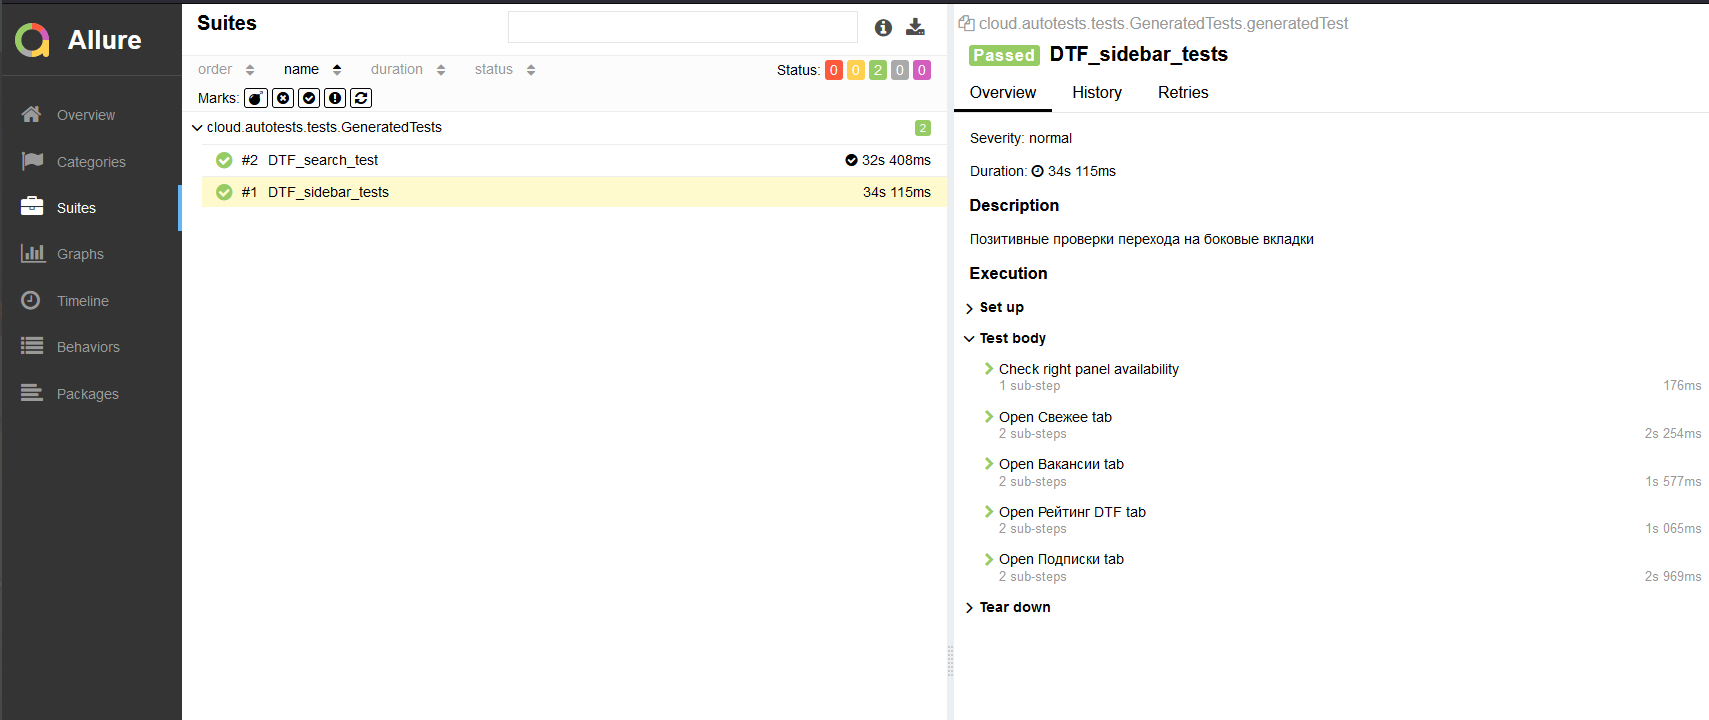 Allure
Overview
Categories
Suites
Graphs
Timeline
Behaviors
Packages
Suites
order name duration status
Status: 0 0 2 0 0
Marks:
cloud.autotests.tests.GeneratedTests 2
#2 DTF_search_test 32s 408ms
#1 DTF_sidebar_tests 34s 115ms
cloud.autotests.tests.GeneratedTests.generatedTest
Passed DTF_sidebar_tests
Overview History Retries
Severity: normal
Duration: 34s 115ms
Description
Позитивные проверки перехода на боковые вкладки
Execution
Set up
Test body
Check right panel availability
1 sub-step 176ms
Open Свежее tab
2 sub-steps 2s 254ms
Open Вакансии tab
2 sub-steps 1s 577ms
Open Рейтинг DTF tab
2 sub-steps 1s 065ms
Open Подписки tab
2 sub-steps 2s 969ms
Tear down